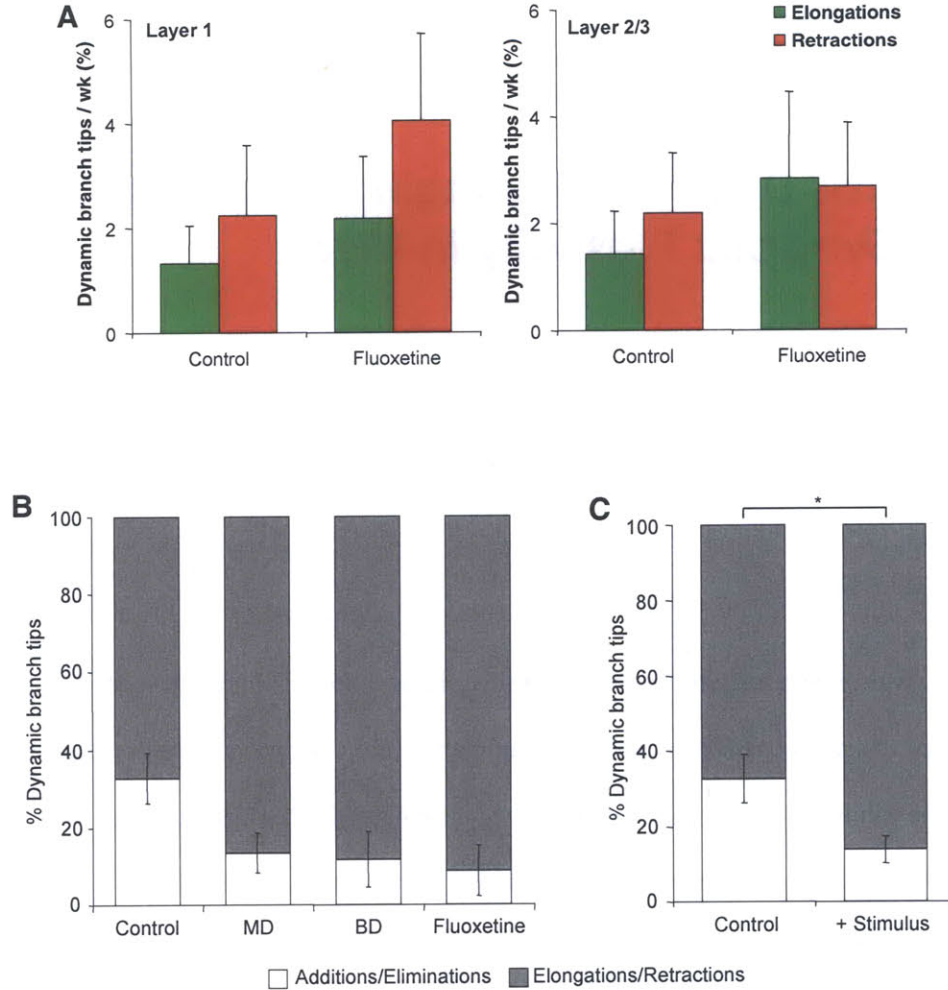 A
Layer 1
Dynamic branch tips / wk (%)
6
4
2
0
Control
Fluoxetine
Layer 2/3
Elongations
Retractions
Dynamic branch tips / wk (%)
6
4
2
0
Control
Fluoxetine
B
% Dynamic branch tips
100
80
60
40
20
0
Control
MD
BD
Fluoxetine
C
*
% Dynamic branch tips
100
80
60
40
20
0
Control
+ Stimulus
Additions/Eliminations
Elongations/Retractions